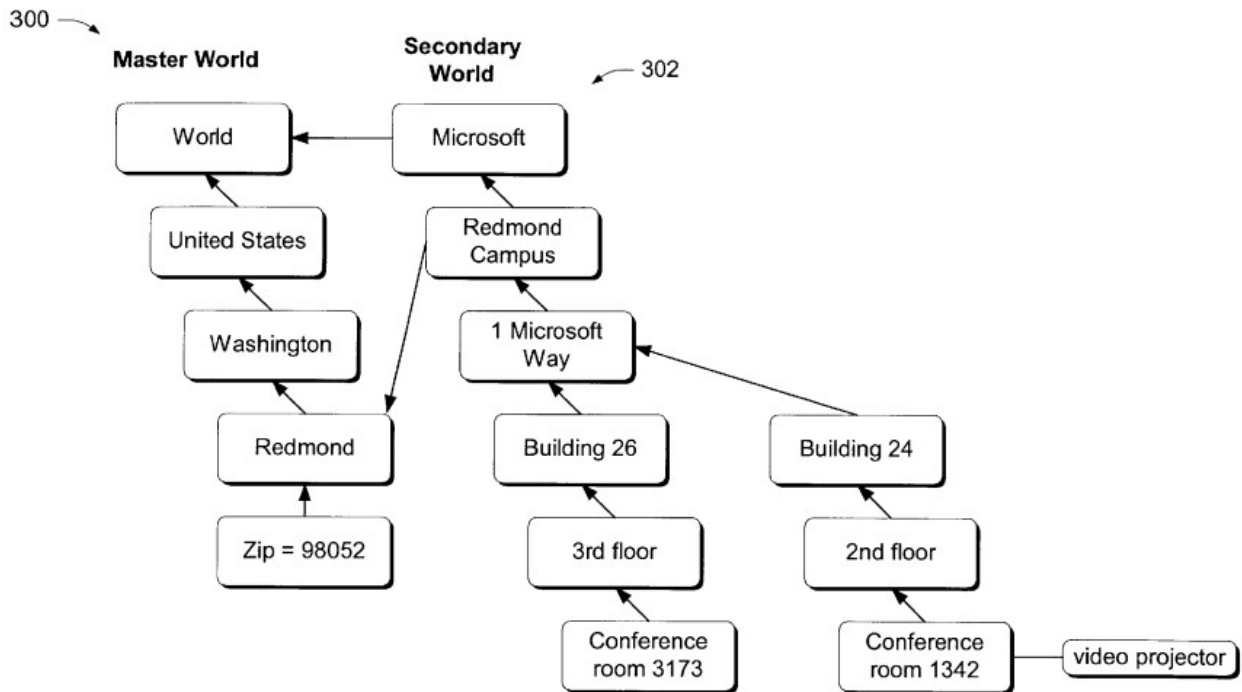 300
Master World
Secondary
World
302
World
Microsoft
United States
Redmond
Campus
Washington
1 Microsoft
Way
Redmond
Building 26
Building 24
Zip = 98052
3rd floor
2nd floor
Conference
room 3173
Conference
room 1342
video projector